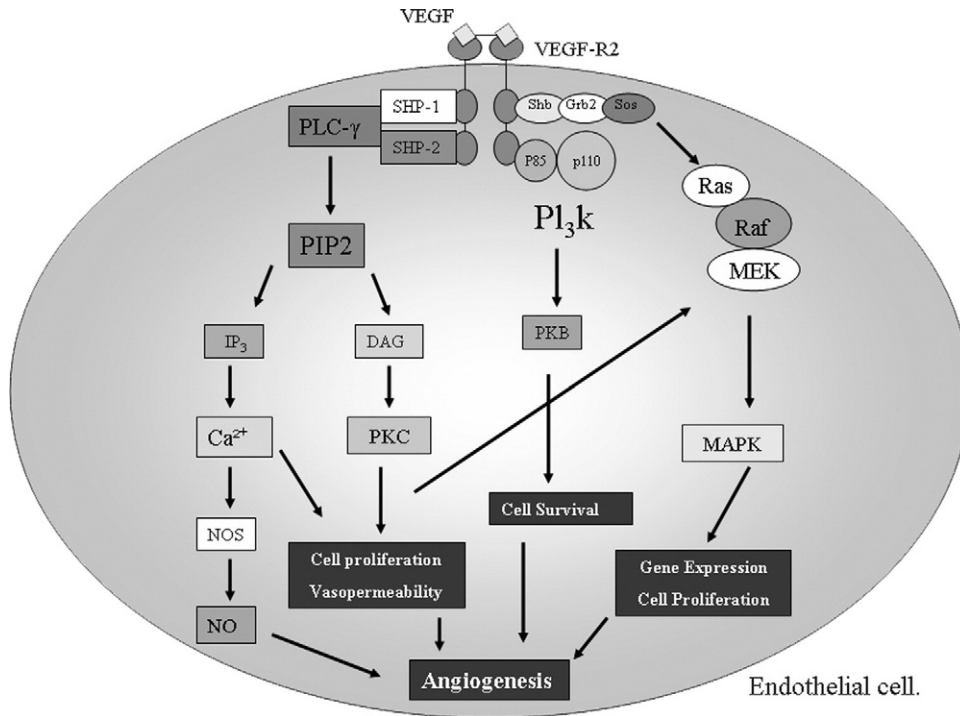 VEGF
VEGF-R2
SHP-1
Shb
Grb2
Sos
PLC-γ
SHP-2
P85
p110
Ras
Pl₃k
Raf
PIP2
MEK
IP₃
DAG
PKB
Ca²⁺
PKC
MAPK
Cell Survival
NOS
Cell proliferation
Vasopermeability
Gene Expression
Cell Proliferation
NO
Angiogenesis
Endothelial cell.